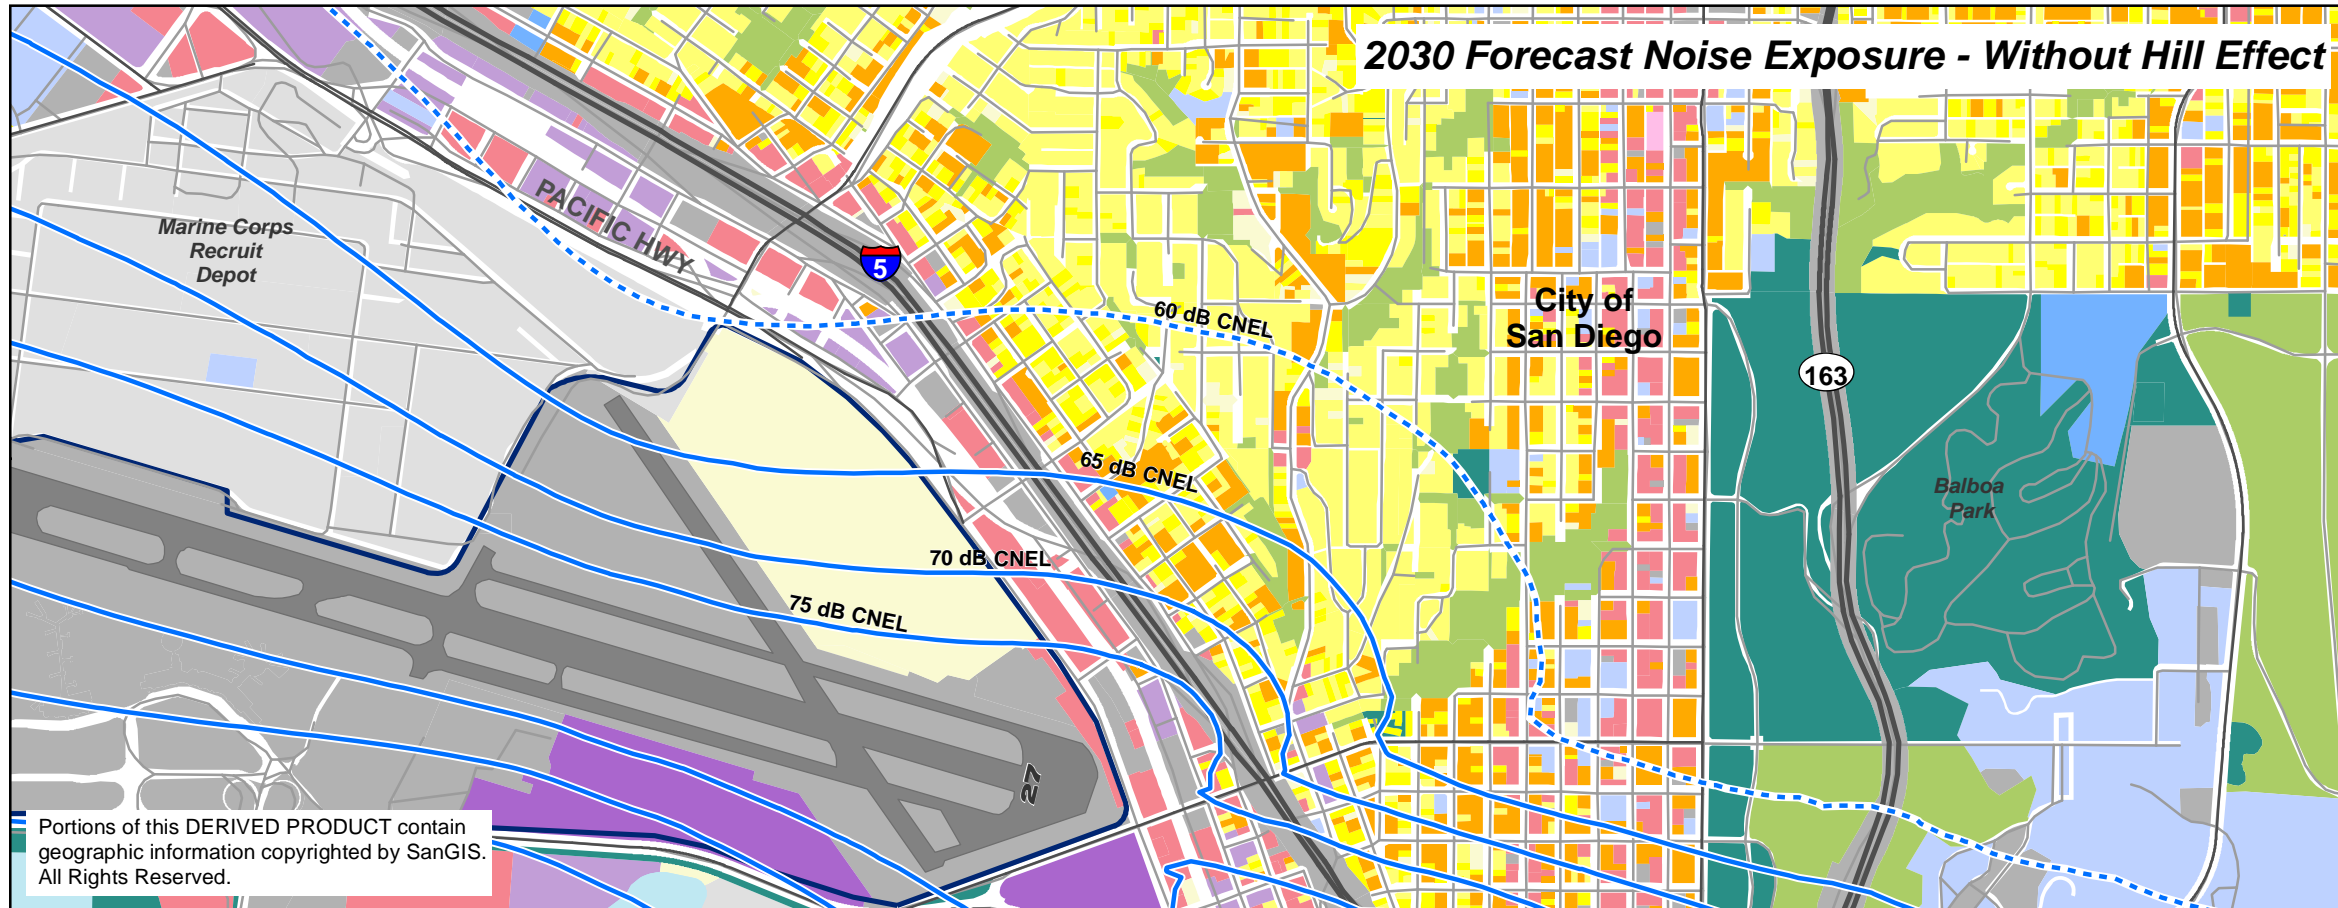 2030 Forecast Noise Exposure - Without Hill Effect
PACIFIC HWY
Marine Corps
Recruit
Depot
5
60 dB CNEL
City of
San Diego
163
65 dB CNEL
Balboa
Park
70 dB CNEL
75 dB CNEL
27
Portions of this DERIVED PRODUCT contain
geographic information copyrighted by SanGIS.
All Rights Reserved.